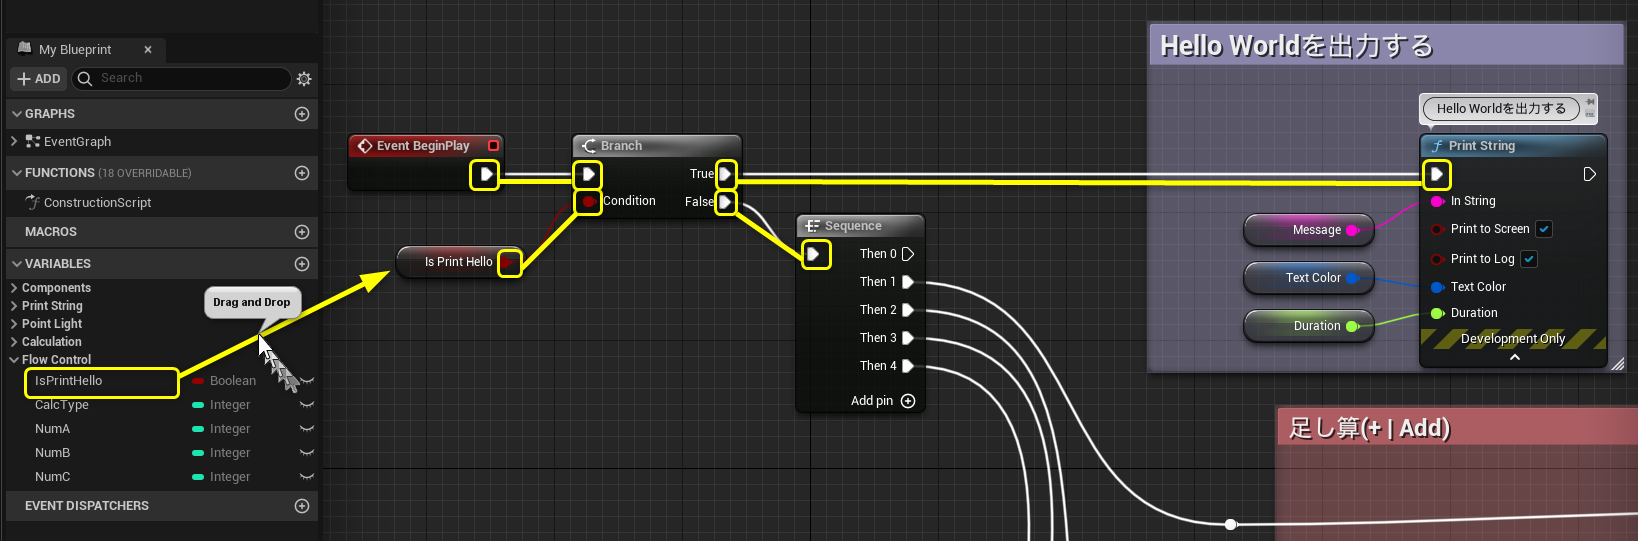 My Blueprint
ADD
Search
GRAPHS
EventGraph
FUNCTIONS (18 OVERRIDABLE)
ConstructionScript
MACROS
VARIABLES
Components
Print String
Point Light
Calculation
Flow Control
IsPrintHello Boolean
CalcType Integer
NumA Integer
NumB Integer
NumC Integer
EVENT DISPATCHERS
Drag and Drop
Event BeginPlay
Is Print Hello
Branch
True
Condition
False
Sequence
Then 0
Then 1
Then 2
Then 3
Then 4
Add pin
Hello Worldを出力する
Hello Worldを出力する
Print String
In String
Print to Screen
Print to Log
Text Color
Duration
Development Only
Message
Text Color
Duration
足し算(+ | Add)